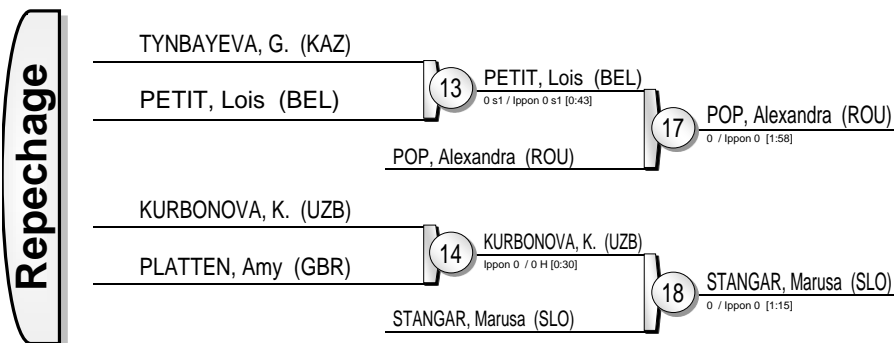 Repechage
TYNBAYEVA, G. (KAZ)
PETIT, Lois (BEL)
13
PETIT, Lois (BEL)
0 s1 / Ippon 0 s1 [0:43]
POP, Alexandra (ROU)
17
POP, Alexandra (ROU)
0 / Ippon 0 [1:58]
KURBONOVA, K. (UZB)
PLATTEN, Amy (GBR)
14
KURBONOVA, K. (UZB)
Ippon 0 / 0 H [0:30]
STANGAR, Marusa (SLO)
18
STANGAR, Marusa (SLO)
0 / Ippon 0 [1:15]